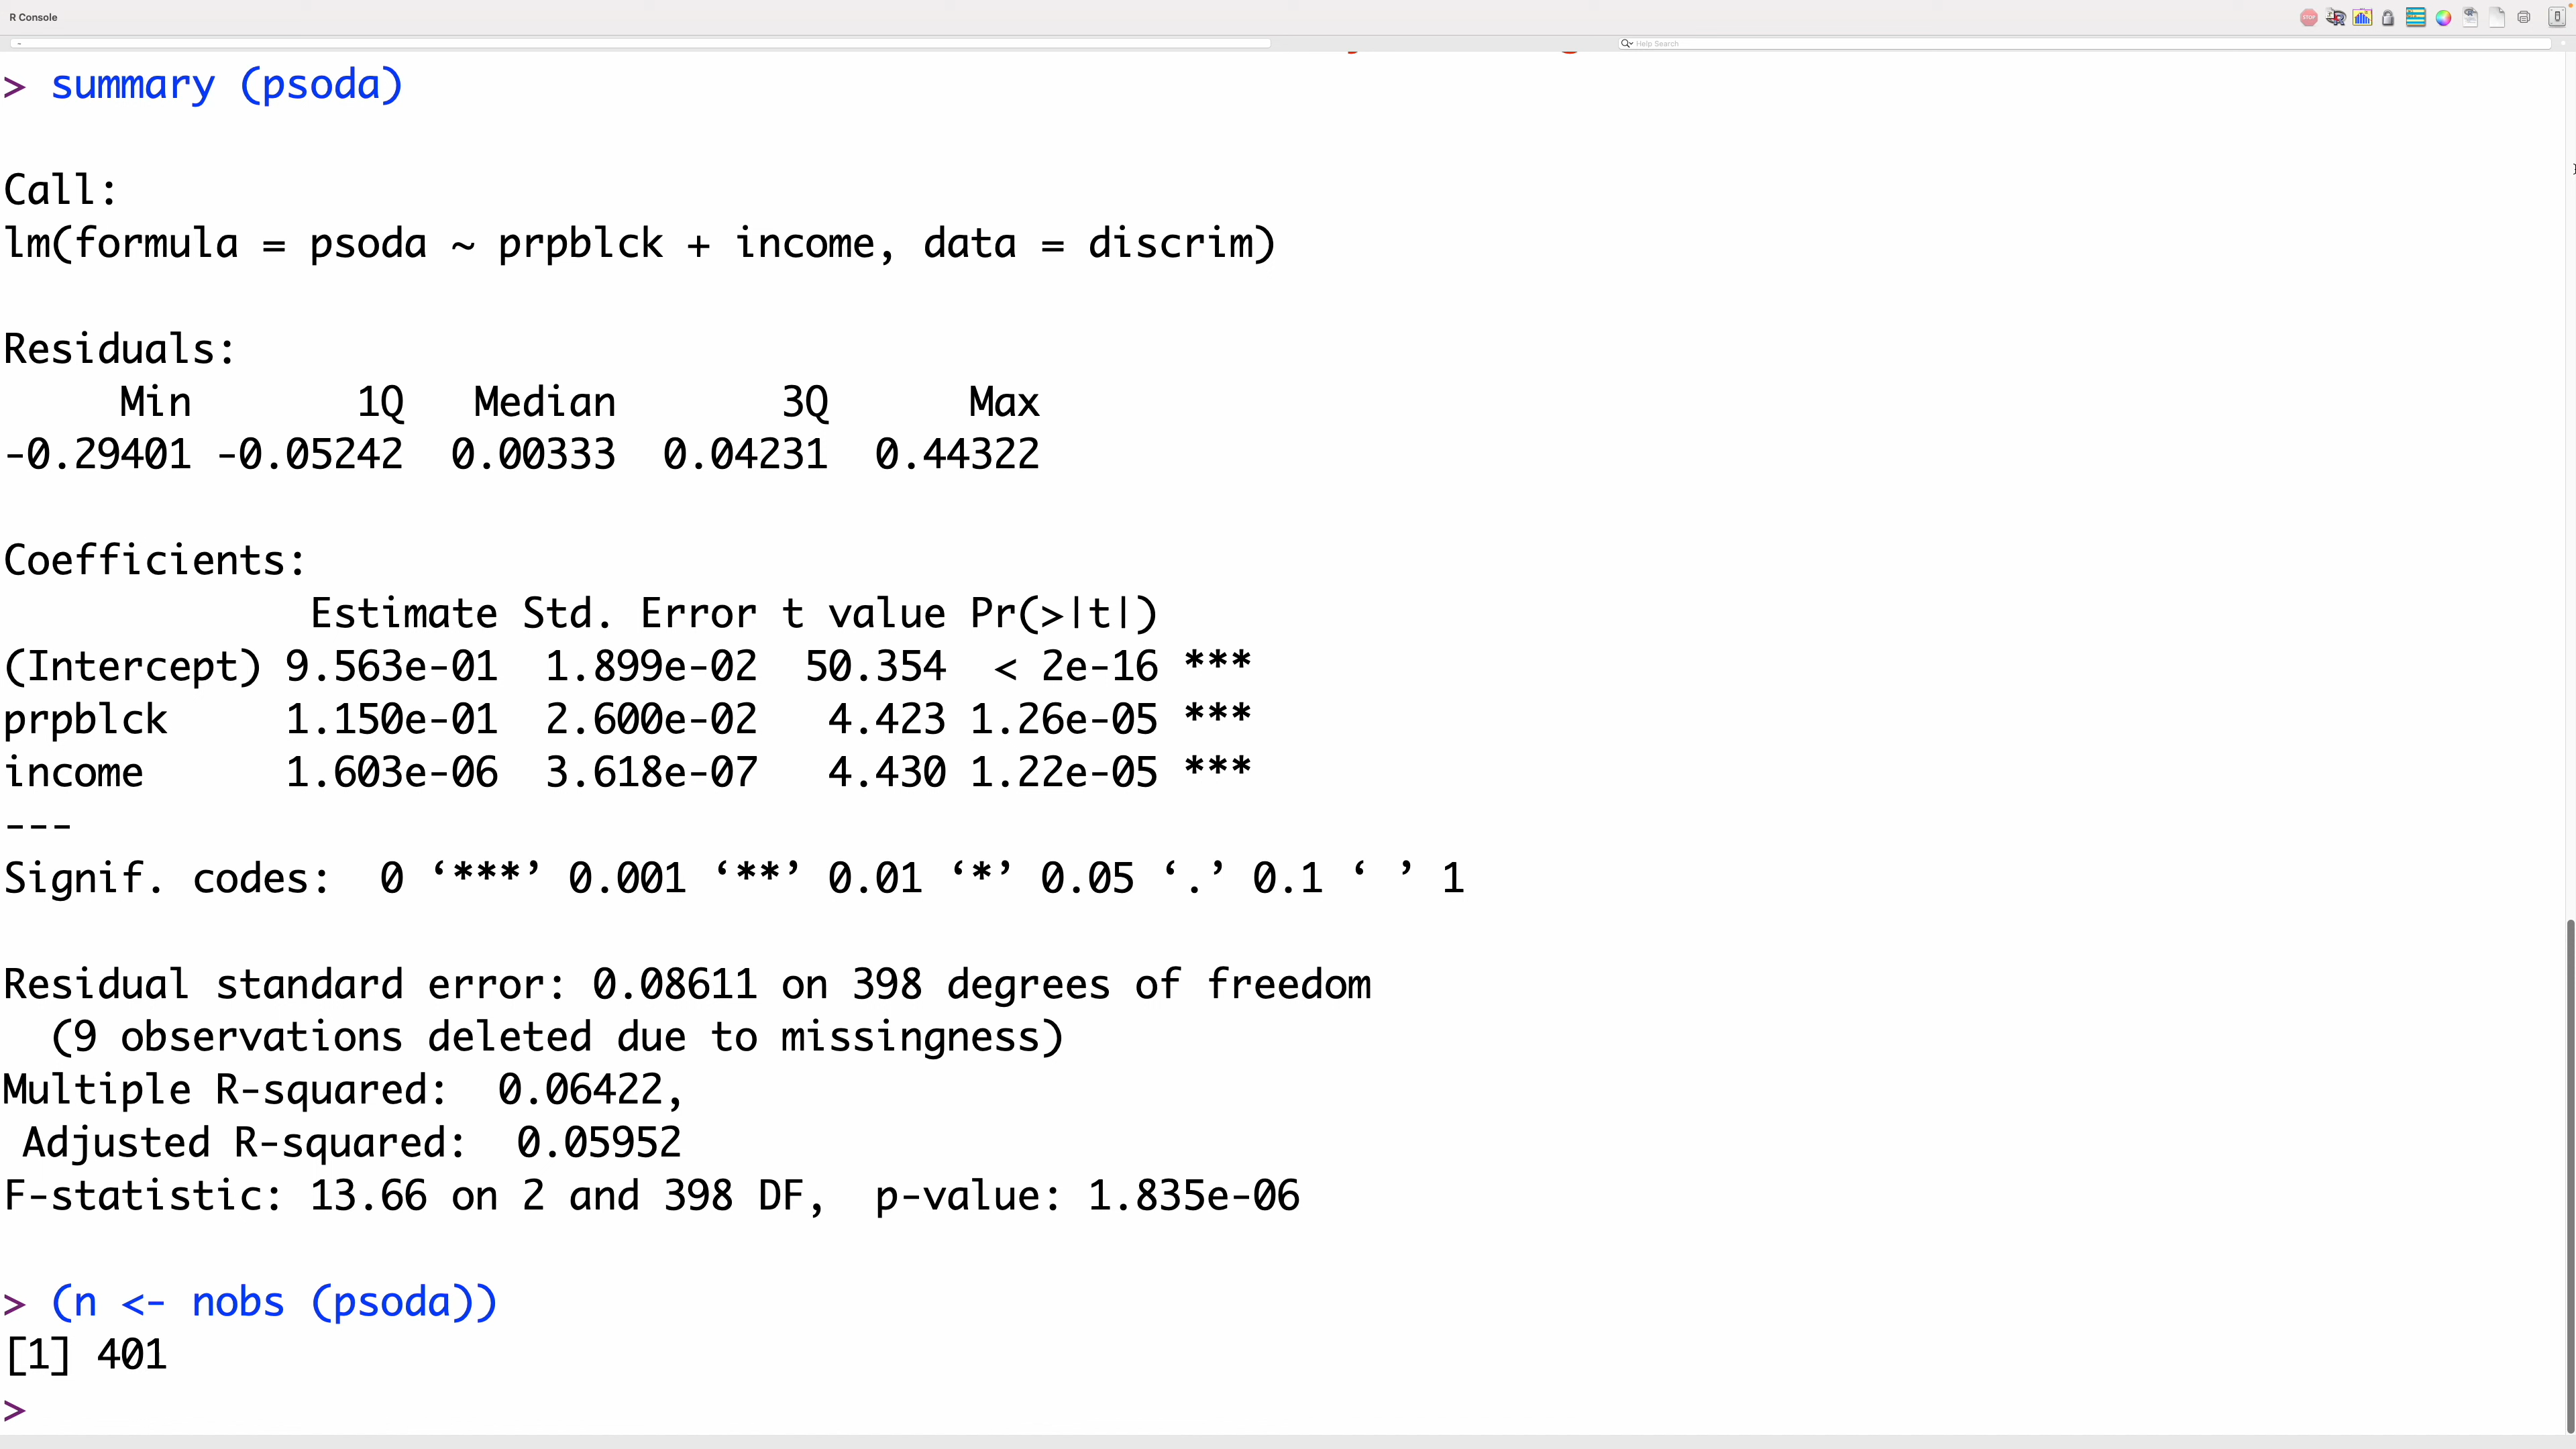 R Console
Help Search
> summary (psoda)
Call:
lm(formula = psoda ~ prpblck + income, data = discrim)
Residuals:
Min 1Q Median 3Q Max
-0.29401 -0.05242 0.00333 0.04231 0.44322
Coefficients:
Estimate Std. Error t value Pr(>|t|)
(Intercept) 9.563e-01 1.899e-02 50.354 < 2e-16 ***
prpblck 1.150e-01 2.600e-02 4.423 1.26e-05 ***
income 1.603e-06 3.618e-07 4.430 1.22e-05 ***
---
Signif. codes: 0 ‘***’ 0.001 ‘**’ 0.01 ‘*’ 0.05 ‘.’ 0.1 ‘ ’ 1
Residual standard error: 0.08611 on 398 degrees of freedom
(9 observations deleted due to missingness)
Multiple R-squared: 0.06422,
Adjusted R-squared: 0.05952
F-statistic: 13.66 on 2 and 398 DF, p-value: 1.835e-06
> (n <- nobs (psoda))
[1] 401
>